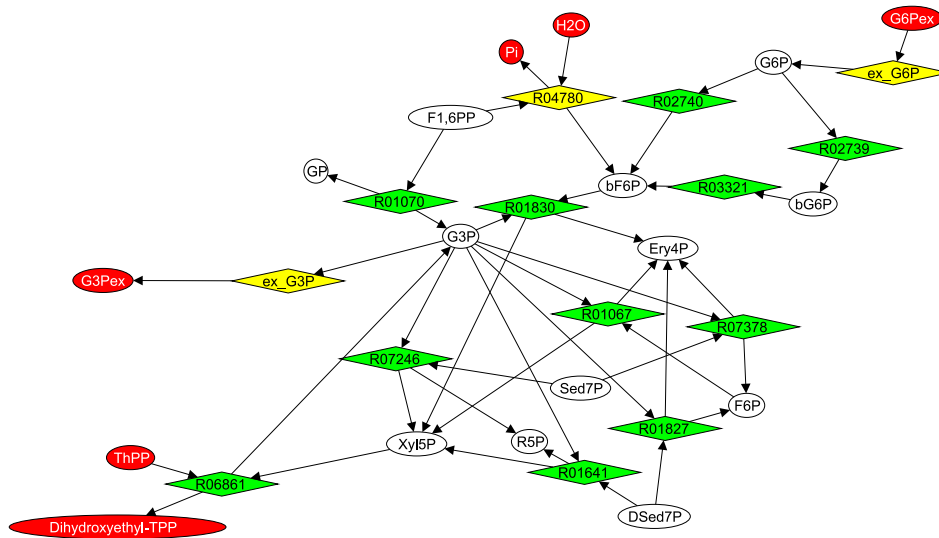 G6Pex
H2O
Pi
G6P
ex_G6P
R04780
R02740
F1,6PP
R02739
GP
bF6P
R03321
R01070
R01830
bG6P
G3P
Ery4P
G3Pex
ex_G3P
R01067
R07378
R07246
Sed7P
F6P
R01827
Xyl5P
R5P
ThPP
R01641
R06861
DSed7P
Dihydroxyethyl-TPP